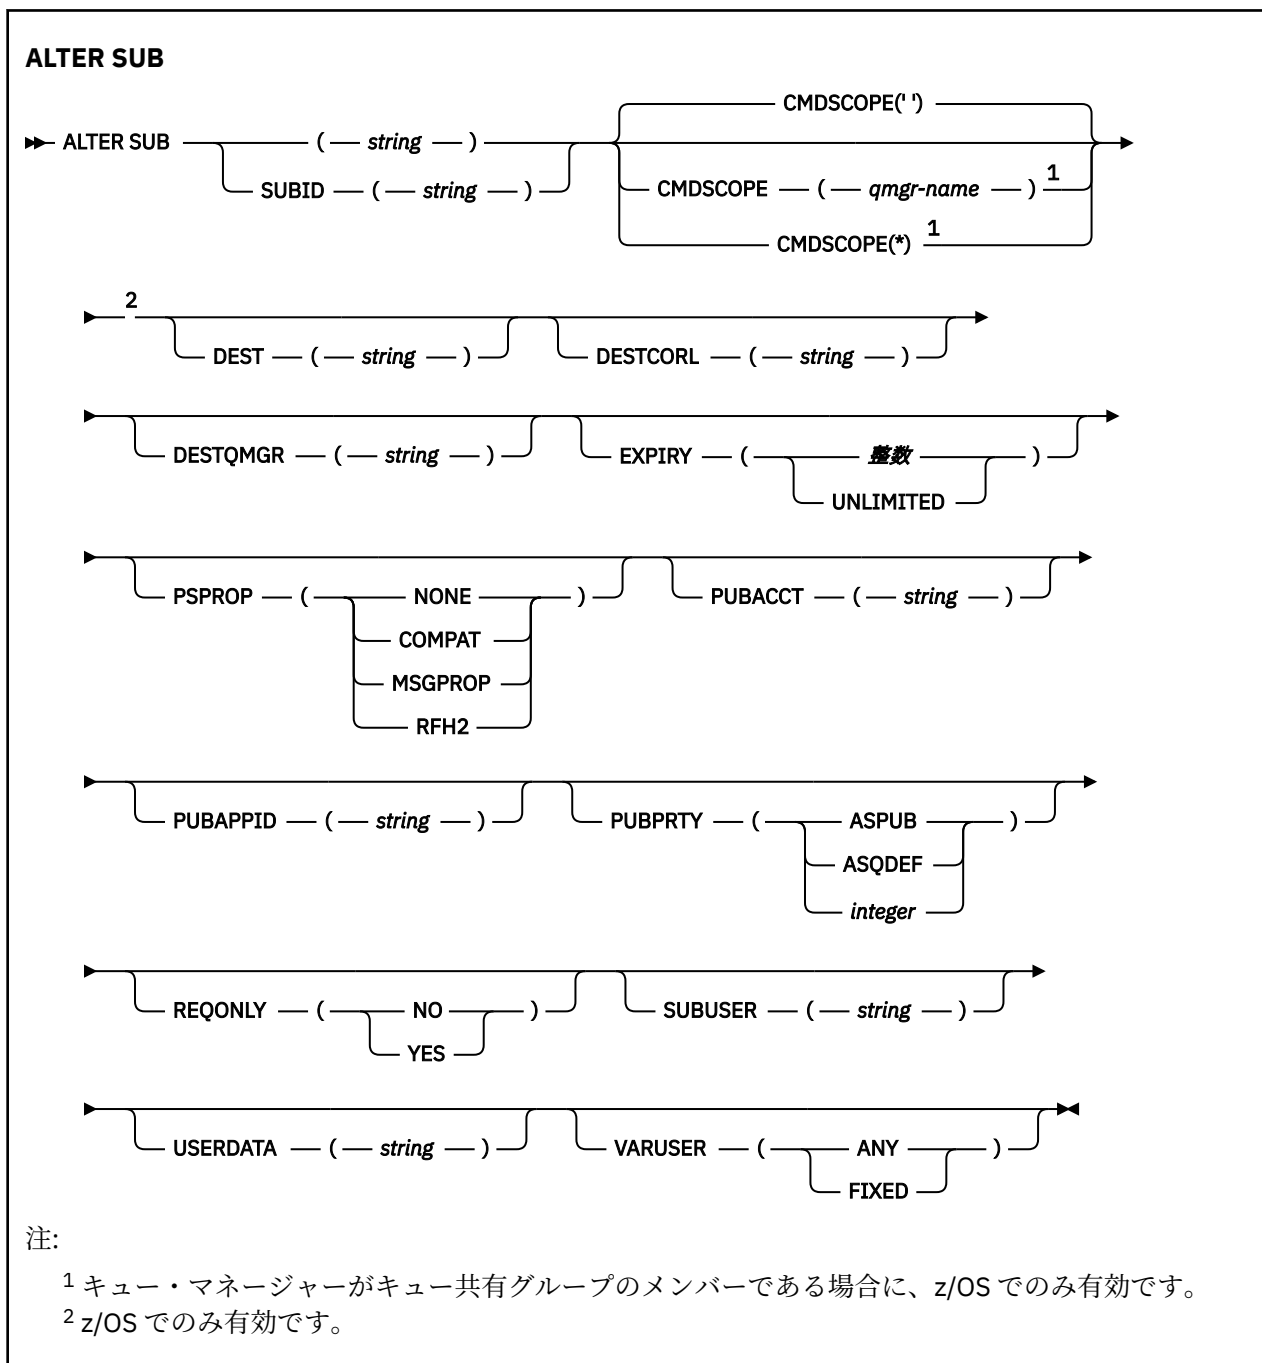 ALTER SUB
CMDSCOPE(' ')
ALTER SUB ( string )
SUBID ( string )
CMDSCOPE ( qmgr-name ) 1
CMDSCOPE(*) 1
2
DEST ( string )
DESTCORL ( string )
DESTQMGR ( string )
EXPIRY ( 整数 )
UNLIMITED
PSPROP ( NONE )
COMPAT
MSGPROP
RFH2
PUBACCT ( string )
PUBAPPID ( string )
PUBPRTY ( ASPUB )
ASQDEF
integer
REQONLY ( NO )
YES
SUBUSER ( string )
USERDATA ( string )
VARUSER ( ANY )
FIXED
注:
1 キュー・マネージャーがキュー共有グループのメンバーである場合に、z/OS でのみ有効です。
2 z/OS でのみ有効です。